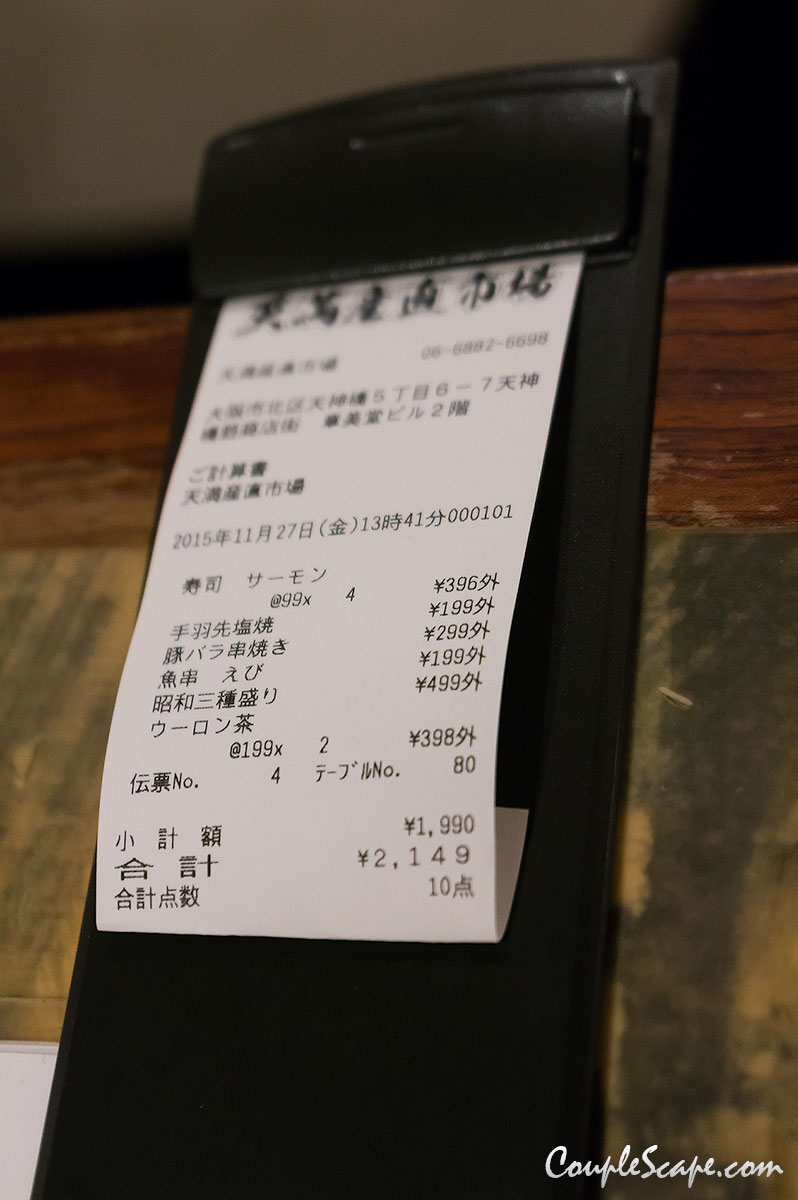 天満産直市場
天満産直市場 06-6882-6698
大阪市北区天神橋5丁目6-7天神
橋筋商店街 華美堂ビル2階
ご計算書
天満産直市場
2015年11月27日(金)13時41分000101
寿司 サーモン
@99x 4 ¥396外
手羽先塩焼 ¥199外
豚バラ串焼き ¥299外
魚串 えび ¥199外
昭和三種盛り ¥499外
ウーロン茶
@199x 2 ¥398外
伝票No. 4 テーブルNo. 80
小計額 ¥1,990
合計 ¥2,149
合計点数 10点
CoupleScape.com